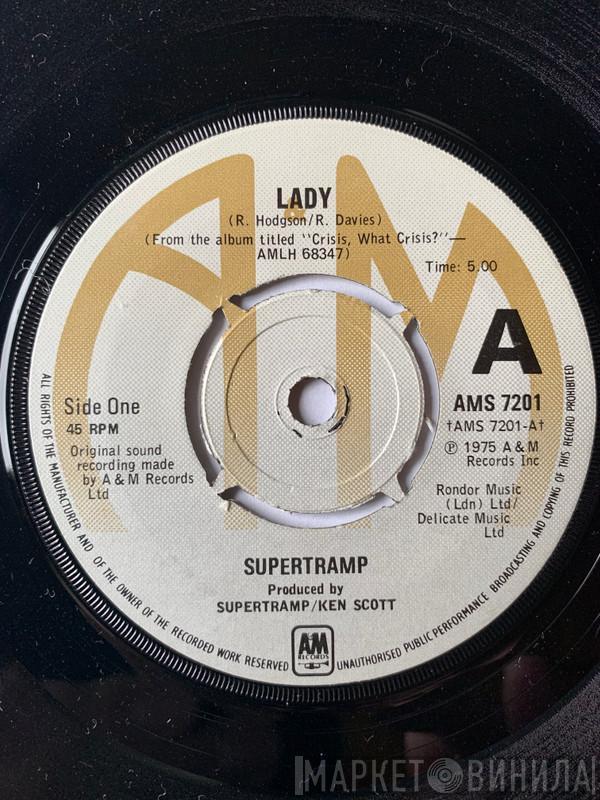 LADY
(R. Hodgson/R. Davies)
(From the album titled "Crisis, What Crisis?"—
AMLH 68347)
Time: 5.00
A
Side One
45 RPM
Original sound
recording made
by A & M Records
Ltd
AMS 7201
†AMS 7201-A†
℗ 1975 A & M
Records Inc
Rondor Music
(Ldn) Ltd/
Delicate Music
Ltd
SUPERTRAMP
Produced by
SUPERTRAMP/KEN SCOTT
ALL RIGHTS OF THE MANUFACTURER AND OF THE OWNER OF THE RECORDED WORK RESERVED
UNAUTHORISED PUBLIC PERFORMANCE BROADCASTING AND COPYING OF THIS RECORD PROHIBITED
A&M
RECORDS
МАРКЕТ ВИНИЛА